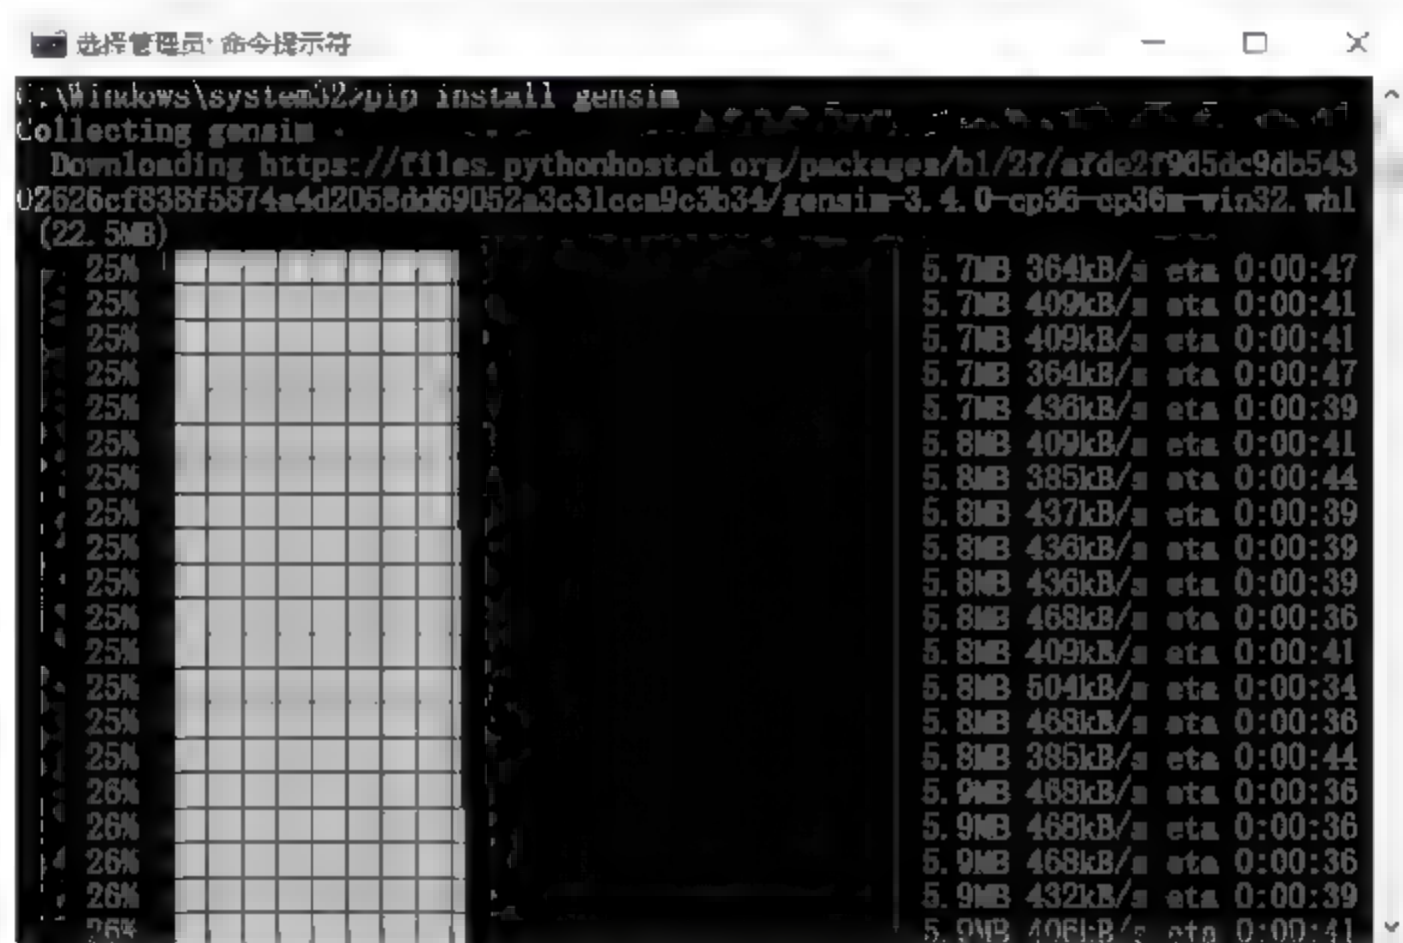 选择管理员: 命令提示符
C:\Windows\system32>pip install gensim
Collecting gensim
Downloading https://files.pythonhosted.org/packages/b1/2f/afde2f9d5dc9db543
02626cf838f5874a4d2058dd69052a3c31cca9c3b34/gensim-3.4.0-cp36-cp36m-win32.whl
(22.5MB)
25% 5.7MB 364kB/s eta 0:00:47
25% 5.7MB 409kB/s eta 0:00:41
25% 5.7MB 409kB/s eta 0:00:41
25% 5.7MB 364kB/s eta 0:00:47
25% 5.7MB 436kB/s eta 0:00:39
25% 5.8MB 409kB/s eta 0:00:41
25% 5.8MB 385kB/s eta 0:00:44
25% 5.8MB 437kB/s eta 0:00:39
25% 5.8MB 436kB/s eta 0:00:39
25% 5.8MB 436kB/s eta 0:00:39
25% 5.8MB 468kB/s eta 0:00:36
25% 5.8MB 409kB/s eta 0:00:41
25% 5.8MB 504kB/s eta 0:00:34
25% 5.8MB 468kB/s eta 0:00:36
25% 5.8MB 385kB/s eta 0:00:44
26% 5.9MB 468kB/s eta 0:00:36
26% 5.9MB 468kB/s eta 0:00:36
26% 5.9MB 468kB/s eta 0:00:36
26% 5.9MB 432kB/s eta 0:00:39
26% 5.9MB 406kB/s eta 0:00:41